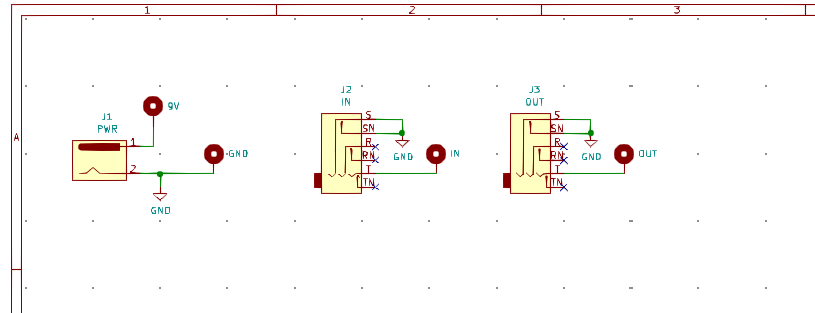 1 2 3
A
J1
PWR
1
2
9V
GND
GND
J2
IN
S
SN
R
RN
T
TN
GND
IN
J3
OUT
S
SN
R
RN
T
TN
GND
OUT